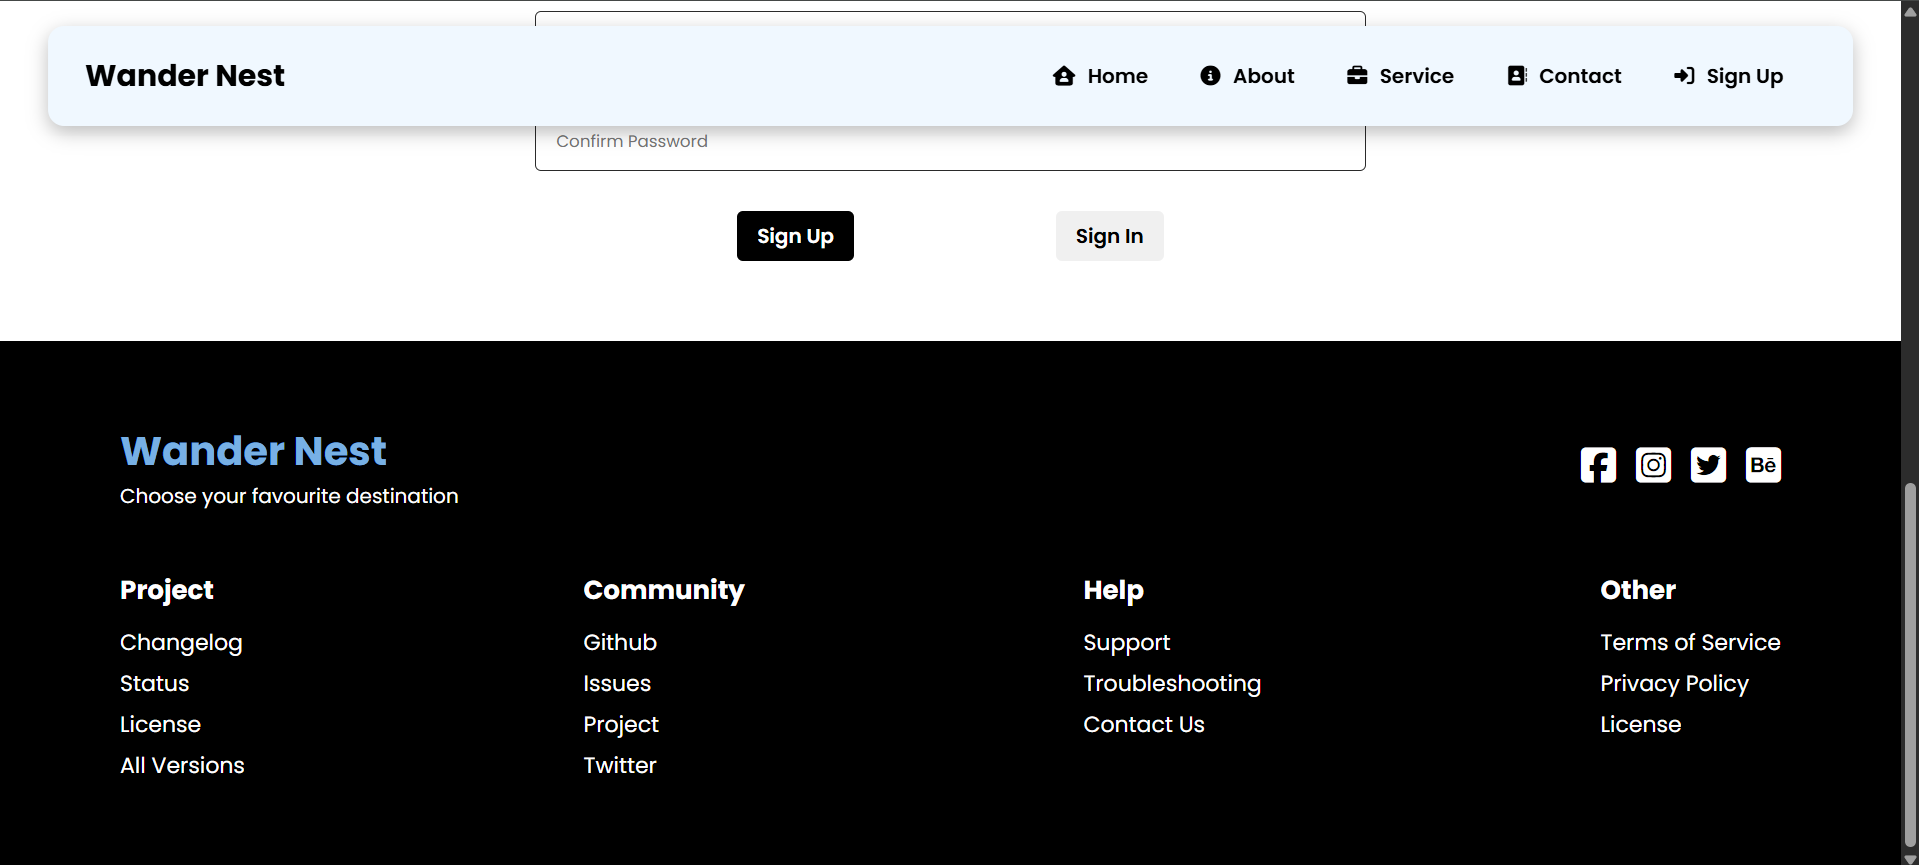 Wander Nest
Home About Service Contact Sign Up
Confirm Password
Sign Up Sign In
Wander Nest
Choose your favourite destination
Bē
Project
Changelog
Status
License
All Versions
Community
Github
Issues
Project
Twitter
Help
Support
Troubleshooting
Contact Us
Other
Terms of Service
Privacy Policy
License